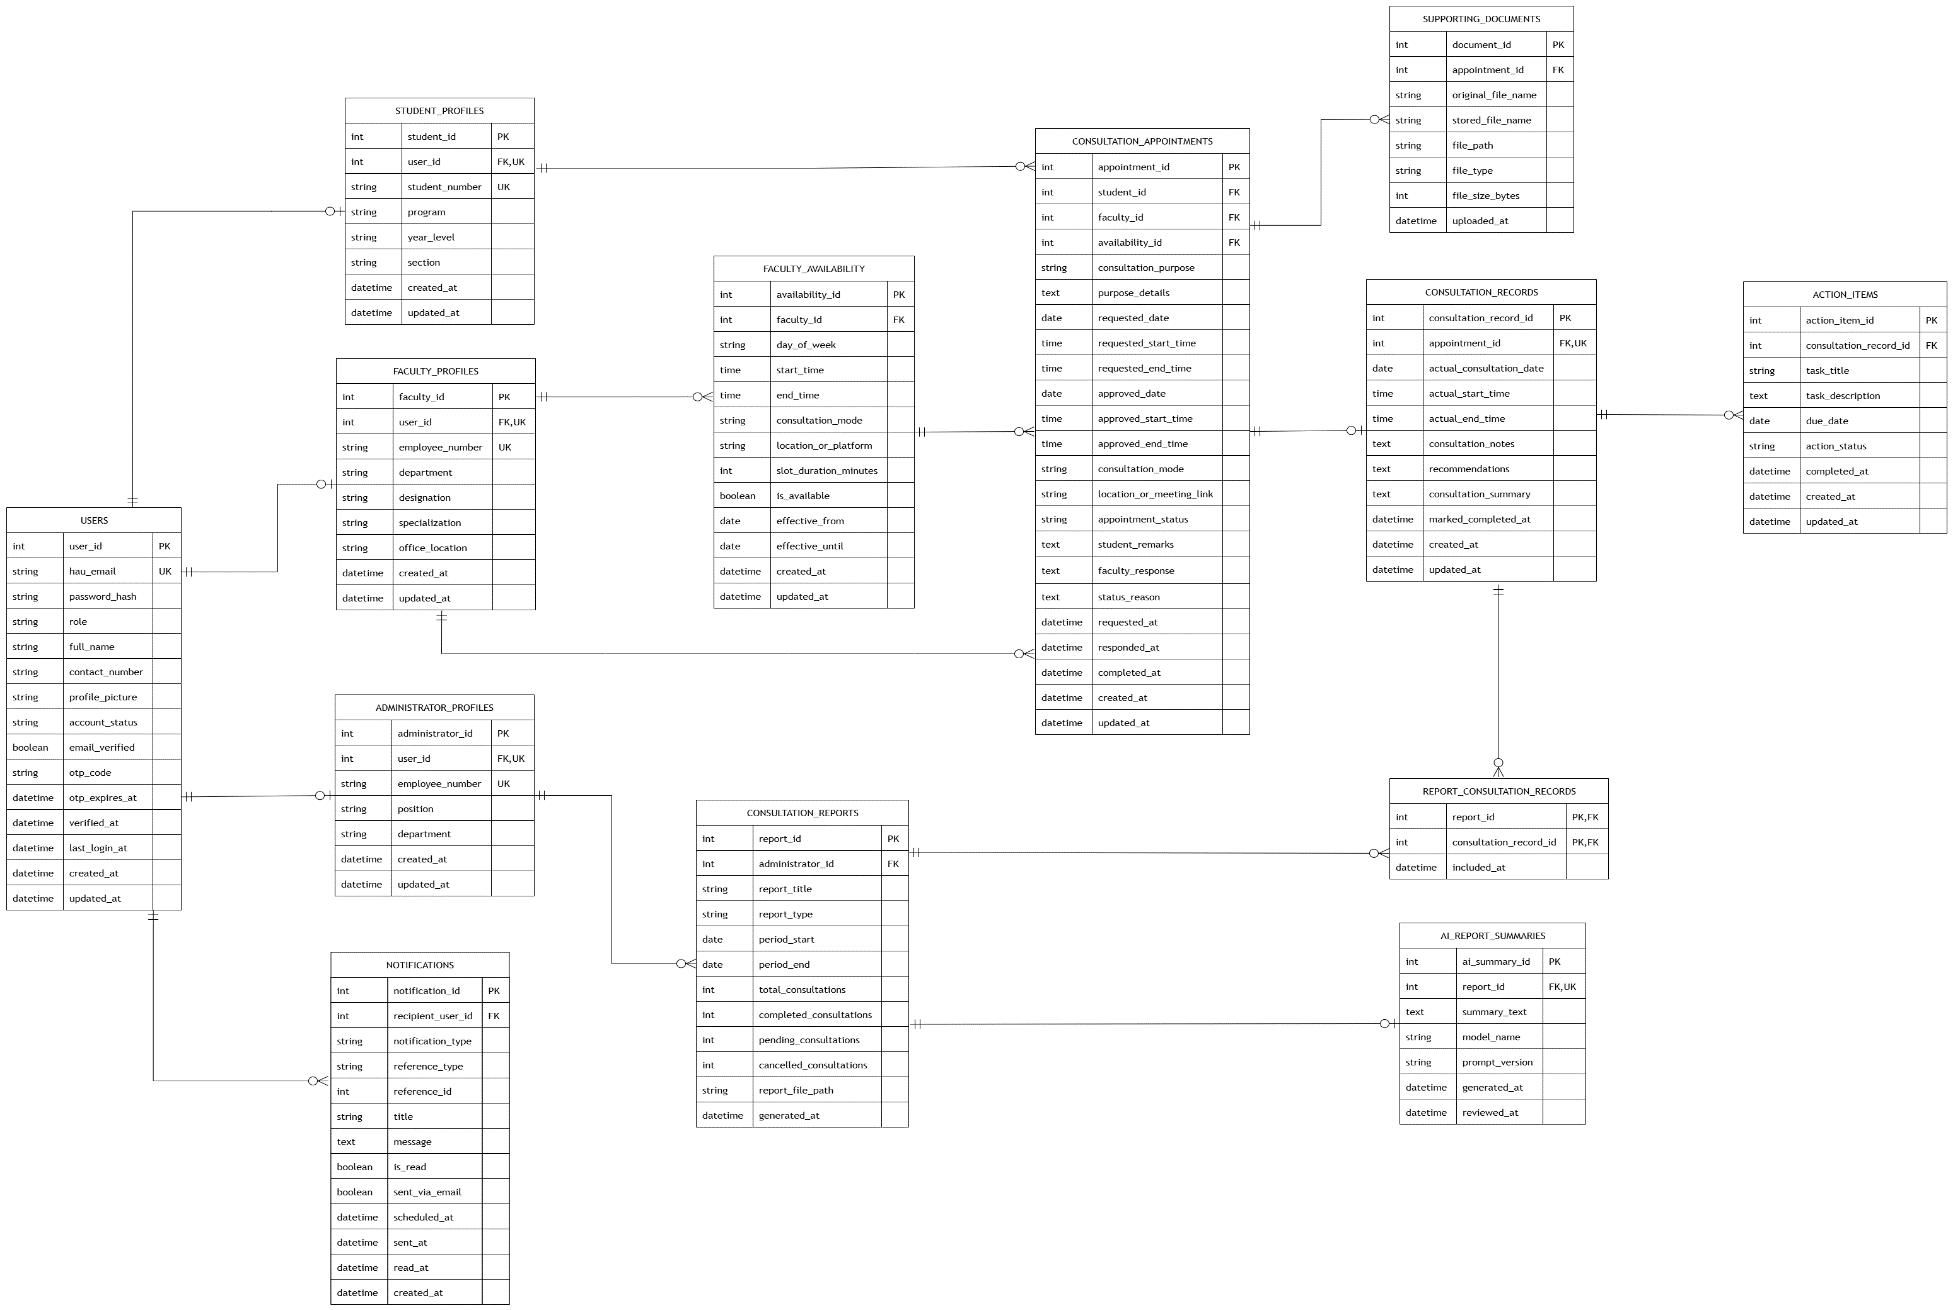 SUPPORTING_DOCUMENTS
int document_id PK
int appointment_id FK
string original_file_name
string stored_file_name
string file_path
string file_type
int file_size_bytes
datetime uploaded_at
STUDENT_PROFILES
int student_id PK
int user_id FK,UK
string student_number UK
string program
string year_level
string section
datetime created_at
datetime updated_at
CONSULTATION_APPOINTMENTS
int appointment_id PK
int student_id FK
int faculty_id FK
int availability_id FK
string consultation_purpose
text purpose_details
date requested_date
time requested_start_time
time requested_end_time
date approved_date
time approved_start_time
time approved_end_time
string consultation_mode
string location_or_meeting_link
string appointment_status
text student_remarks
text faculty_response
text status_reason
datetime requested_at
datetime responded_at
datetime completed_at
datetime created_at
datetime updated_at
FACULTY_AVAILABILITY
int availability_id PK
int faculty_id FK
string day_of_week
time start_time
time end_time
string consultation_mode
string location_or_platform
int slot_duration_minutes
boolean is_available
date effective_from
date effective_until
datetime created_at
datetime updated_at
CONSULTATION_RECORDS
int consultation_record_id PK
int appointment_id FK,UK
date actual_consultation_date
time actual_start_time
time actual_end_time
text consultation_notes
text recommendations
text consultation_summary
datetime marked_completed_at
datetime created_at
datetime updated_at
ACTION_ITEMS
int action_item_id PK
int consultation_record_id FK
string task_title
text task_description
date due_date
string action_status
datetime completed_at
datetime created_at
datetime updated_at
FACULTY_PROFILES
int faculty_id PK
int user_id FK,UK
string employee_number UK
string department
string designation
string specialization
string office_location
datetime created_at
datetime updated_at
USERS
int user_id PK
string hau_email UK
string password_hash
string role
string full_name
string contact_number
string profile_picture
string account_status
boolean email_verified
string otp_code
datetime otp_expires_at
datetime verified_at
datetime last_login_at
datetime created_at
datetime updated_at
ADMINISTRATOR_PROFILES
int administrator_id PK
int user_id FK,UK
string employee_number UK
string position
string department
datetime created_at
datetime updated_at
CONSULTATION_REPORTS
int report_id PK
int administrator_id FK
string report_title
string report_type
date period_start
date period_end
int total_consultations
int completed_consultations
int pending_consultations
int cancelled_consultations
string report_file_path
datetime generated_at
REPORT_CONSULTATION_RECORDS
int report_id PK,FK
int consultation_record_id PK,FK
datetime included_at
AI_REPORT_SUMMARIES
int ai_summary_id PK
int report_id FK,UK
text summary_text
string model_name
string prompt_version
datetime generated_at
datetime reviewed_at
NOTIFICATIONS
int notification_id PK
int recipient_user_id FK
string notification_type
string reference_type
int reference_id
string title
text message
boolean is_read
boolean sent_via_email
datetime scheduled_at
datetime sent_at
datetime read_at
datetime created_at